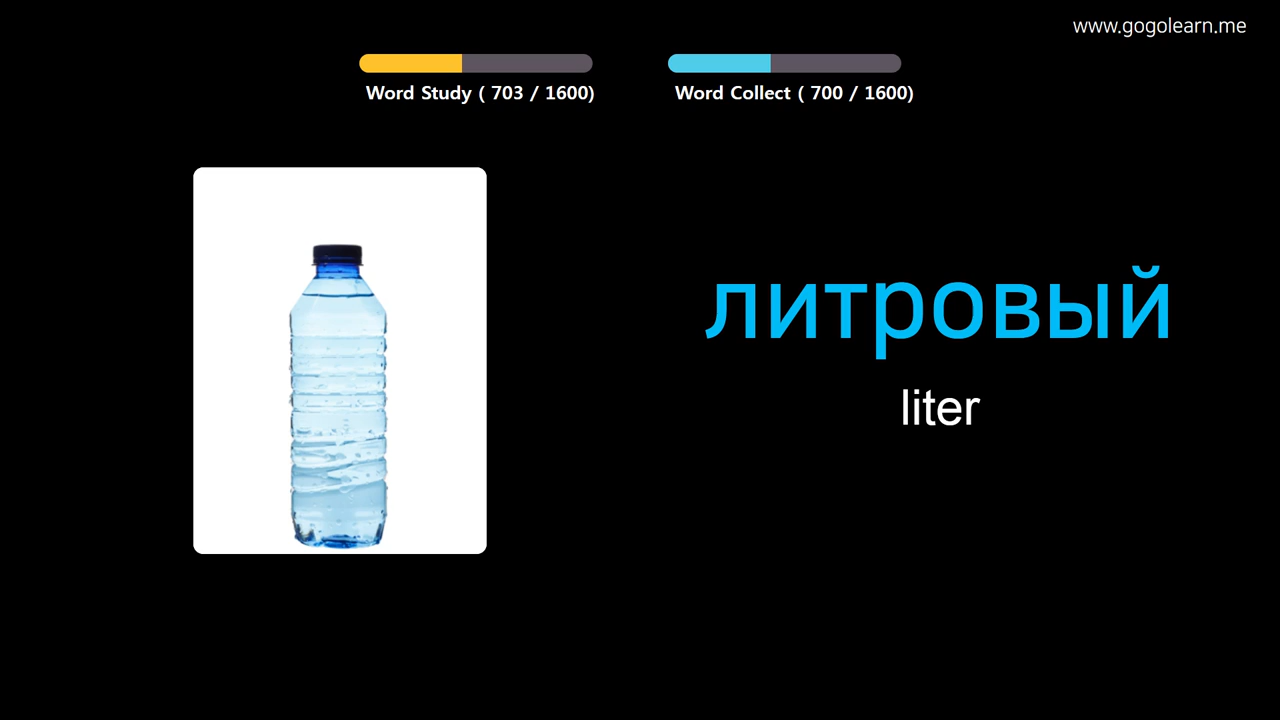 www.gogolearn.me
Word Study ( 703 / 1600)
Word Collect ( 700 / 1600)
литровый
liter